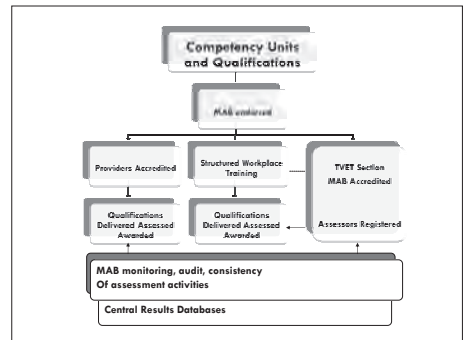 Competency Units
and Qualifications
MAB endorsed
Providers Accredited
Structured Workplace
Training
TVET Section
MAB Accredited
Assessors Registered
Qualifications
Delivered Assessed
Awarded
Qualifications
Delivered Assessed
Awarded
MAB monitoring, audit, consistency
Of assessment activities
Central Results Databases